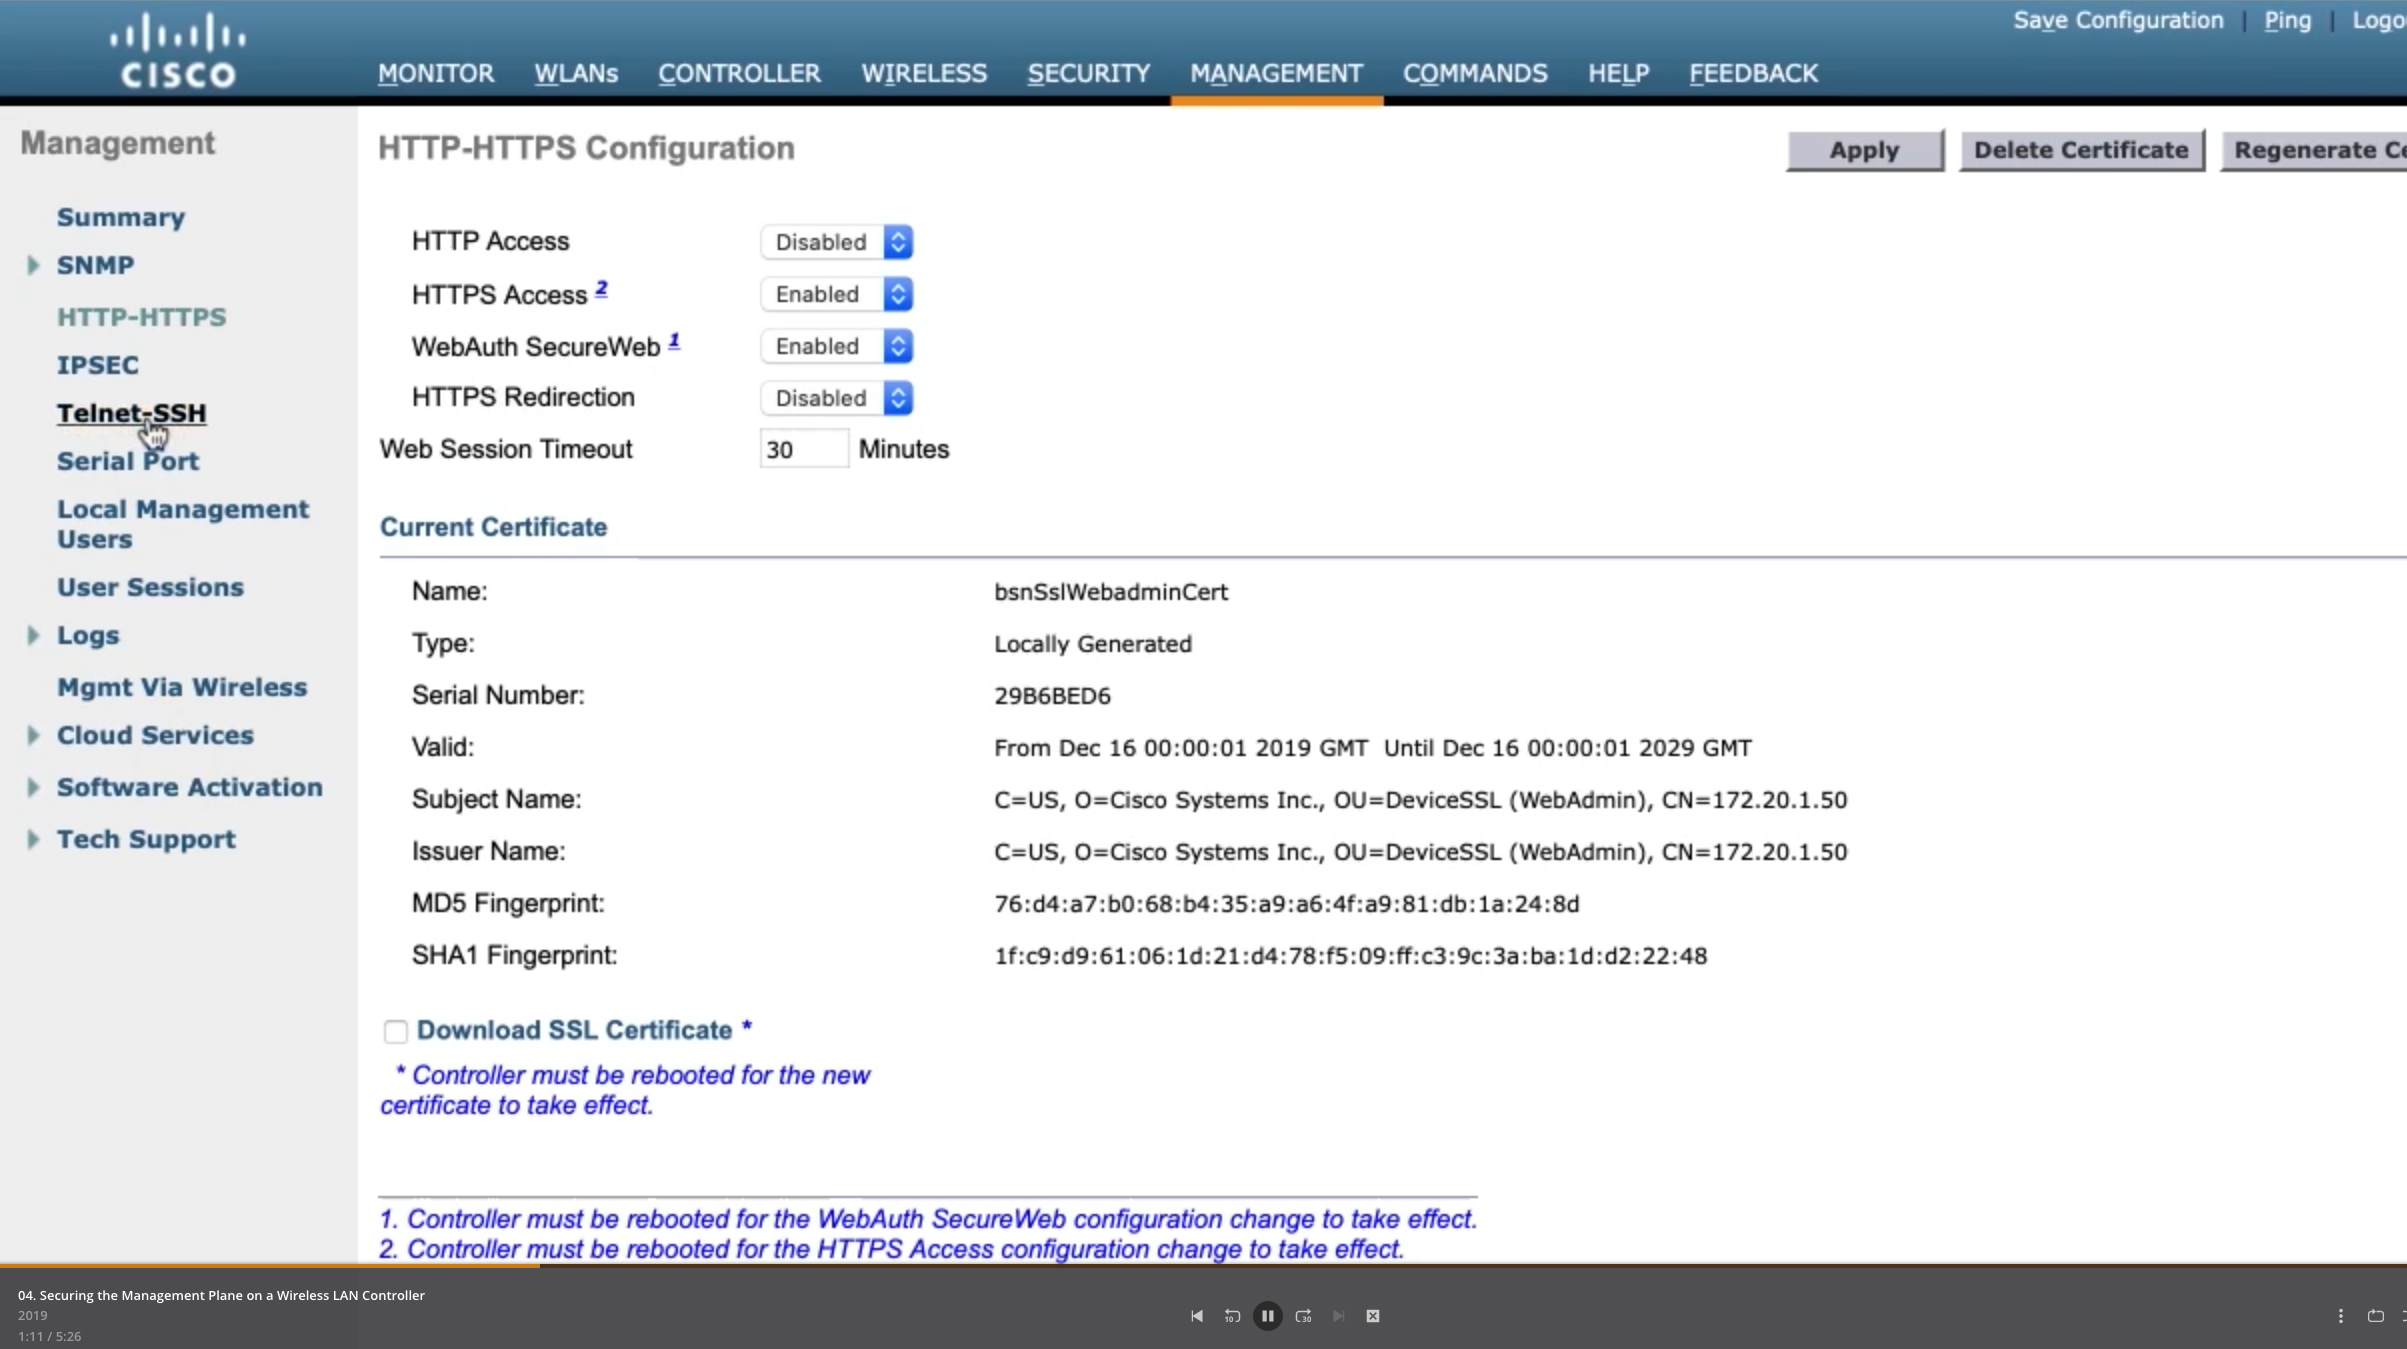 Save Configuration | Ping |
CISCO
MONITOR WLANs CONTROLLER WIRELESS SECURITY MANAGEMENT COMMANDS HELP FEEDBACK
Management
Summary
SNMP
HTTP-HTTPS
IPSEC
Telnet-SSH
Serial Port
Local Management
Users
User Sessions
Logs
Mgmt Via Wireless
Cloud Services
Software Activation
Tech Support
HTTP-HTTPS Configuration
Apply
Delete Certificate
Regenerate
HTTP Access Disabled
HTTPS Access 2 Enabled
WebAuth SecureWeb 1 Enabled
HTTPS Redirection Disabled
Web Session Timeout 30 Minutes
Current Certificate
Name: bsnSslWebadminCert
Type: Locally Generated
Serial Number: 29B6BED6
Valid: From Dec 16 00:00:01 2019 GMT Until Dec 16 00:00:01 2029 GMT
Subject Name: C=US, O=Cisco Systems Inc., OU=DeviceSSL (WebAdmin), CN=172.20.1.50
Issuer Name: C=US, O=Cisco Systems Inc., OU=DeviceSSL (WebAdmin), CN=172.20.1.50
MD5 Fingerprint: 76:d4:a7:b0:68:b4:35:a9:a6:4f:a9:81:db:1a:24:8d
SHA1 Fingerprint: 1f:c9:d9:61:06:1d:21:d4:78:f5:09:ff:c3:9c:3a:ba:1d:d2:22:48
Download SSL Certificate *
* Controller must be rebooted for the new
certificate to take effect.
1. Controller must be rebooted for the WebAuth SecureWeb configuration change to take effect.
2. Controller must be rebooted for the HTTPS Access configuration change to take effect.
04. Securing the Management Plane on a Wireless LAN Controller
2019
1:11 / 5:26
10
30